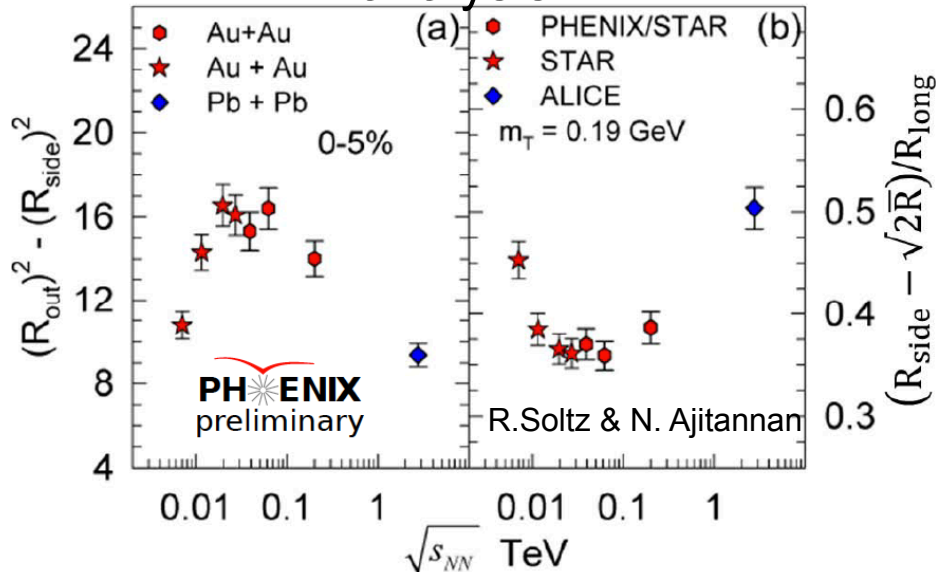 (a)
Au+Au
Au + Au
Pb + Pb
0-5%
24
20
16
12
8
4
(R_out)^2 - (R_side)^2
PHENIX
preliminary
0.01 0.1 1
(b)
PHENIX/STAR
STAR
ALICE
m_T = 0.19 GeV
R.Soltz & N. Ajitannan
0.6
0.5
0.4
0.3
(R_side − √2R̅)/R_long
0.01 0.1 1
√s_NN TeV